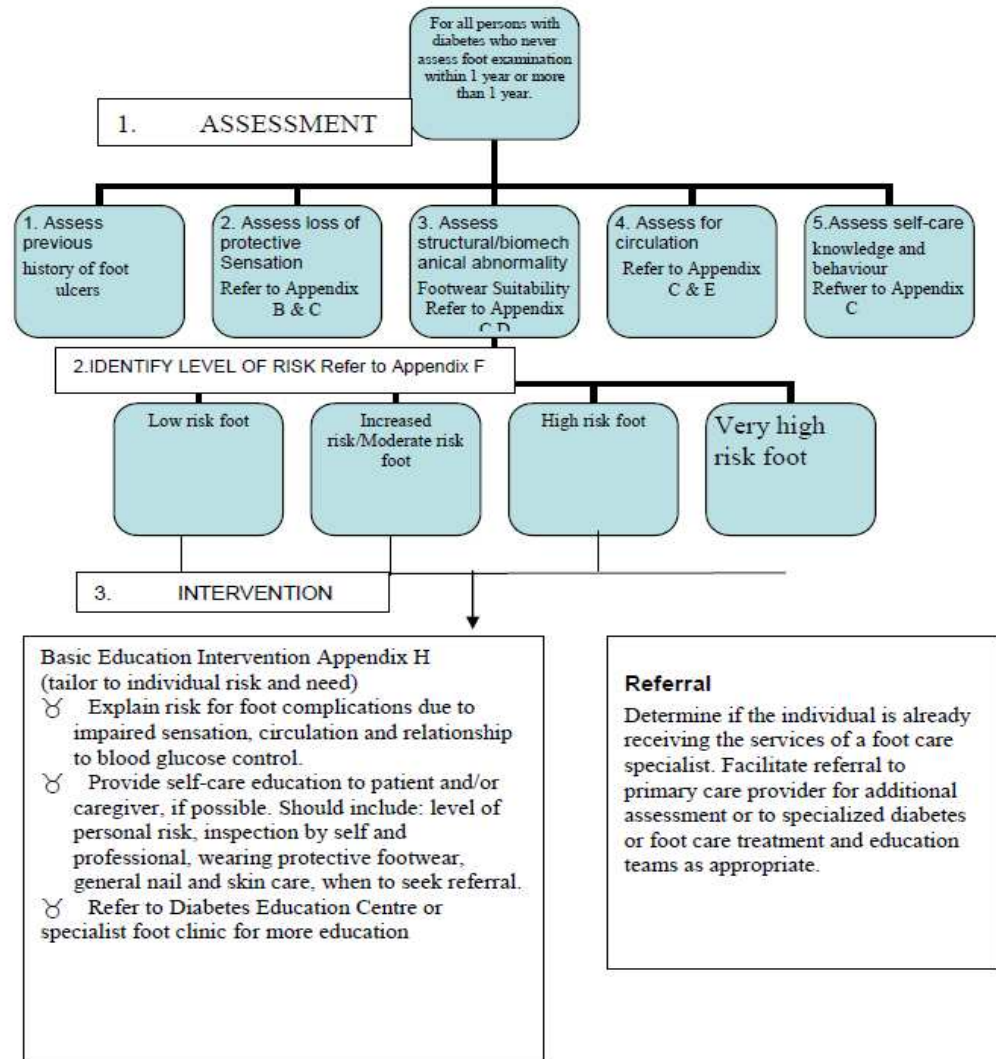 For all persons with
diabetes who never
assess foot examination
within 1 year or more
than 1 year.
1. ASSESSMENT
1. Assess
previous
history of foot
ulcers
2. Assess loss of
protective
Sensation
Refer to Appendix
B & C
3. Assess
structural/biomech
anical abnormality
Footwear Suitability
Refer to Appendix
C D
4. Assess for
circulation
Refer to Appendix
C & E
5.Assess self-care
knowledge and
behaviour
Refwer to Appendix
C
2.IDENTIFY LEVEL OF RISK Refer to Appendix F
Low risk foot
Increased
risk/Moderate risk
foot
High risk foot
Very high
risk foot
3. INTERVENTION
Basic Education Intervention Appendix H
(tailor to individual risk and need)
♉ Explain risk for foot complications due to
impaired sensation, circulation and relationship
to blood glucose control.
♉ Provide self-care education to patient and/or
caregiver, if possible. Should include: level of
personal risk, inspection by self and
professional, wearing protective footwear,
general nail and skin care, when to seek referral.
♉ Refer to Diabetes Education Centre or
specialist foot clinic for more education
Referral
Determine if the individual is already
receiving the services of a foot care
specialist. Facilitate referral to
primary care provider for additional
assessment or to specialized diabetes
or foot care treatment and education
teams as appropriate.